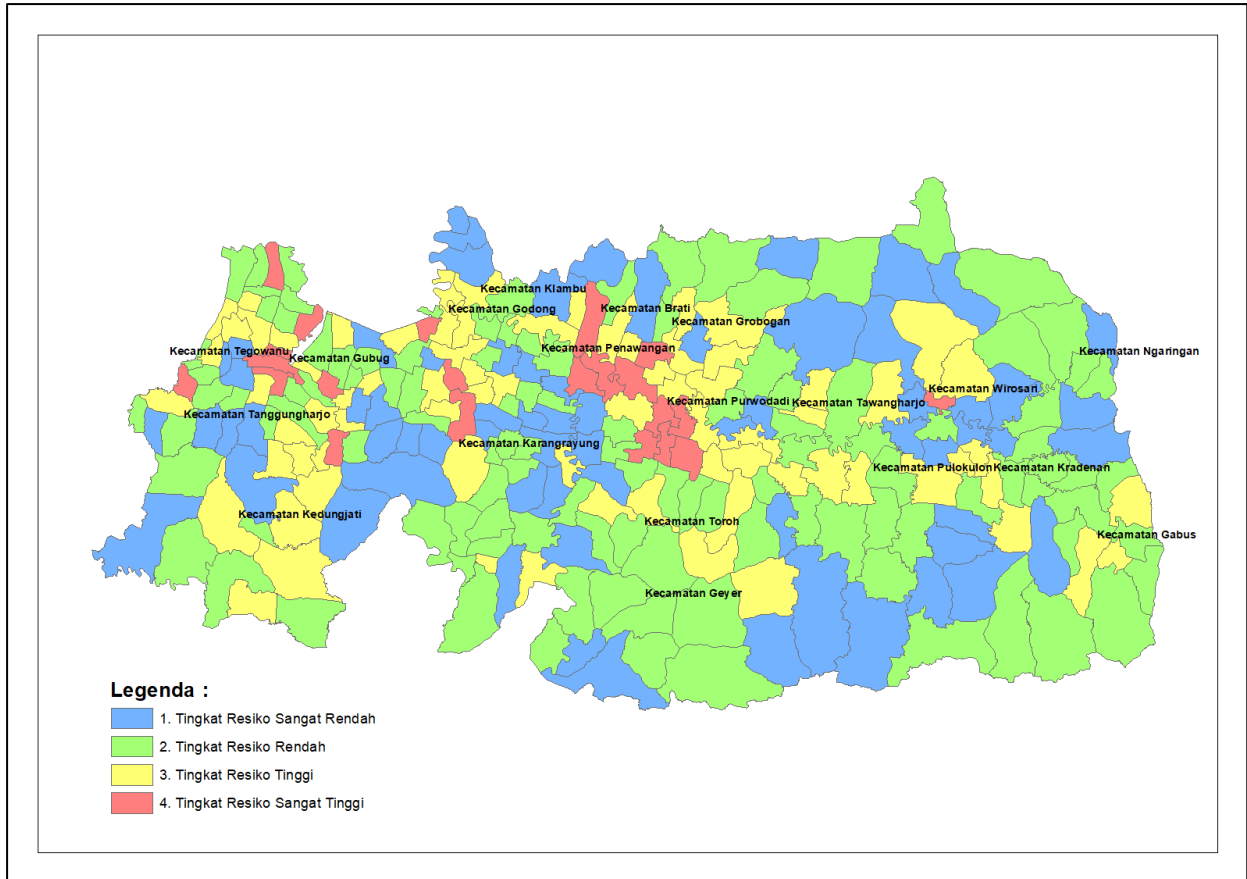 Kecamatan Klambu
Kecamatan Godong
Kecamatan Brati
Kecamatan Grobogan
Kecamatan Tegowanu
Kecamatan Gubug
Kecamatan Penawangan
Kecamatan Ngaringan
Kecamatan Wirosari
Kecamatan Purwodadi
Kecamatan Tawangharjo
Kecamatan Tanggungharjo
Kecamatan Karangrayung
Kecamatan Pulokulon
Kecamatan Kradenan
Kecamatan Kedungjati
Kecamatan Toroh
Kecamatan Gabus
Kecamatan Geyer
Legenda :
1. Tingkat Resiko Sangat Rendah
2. Tingkat Resiko Rendah
3. Tingkat Resiko Tinggi
4. Tingkat Resiko Sangat Tinggi